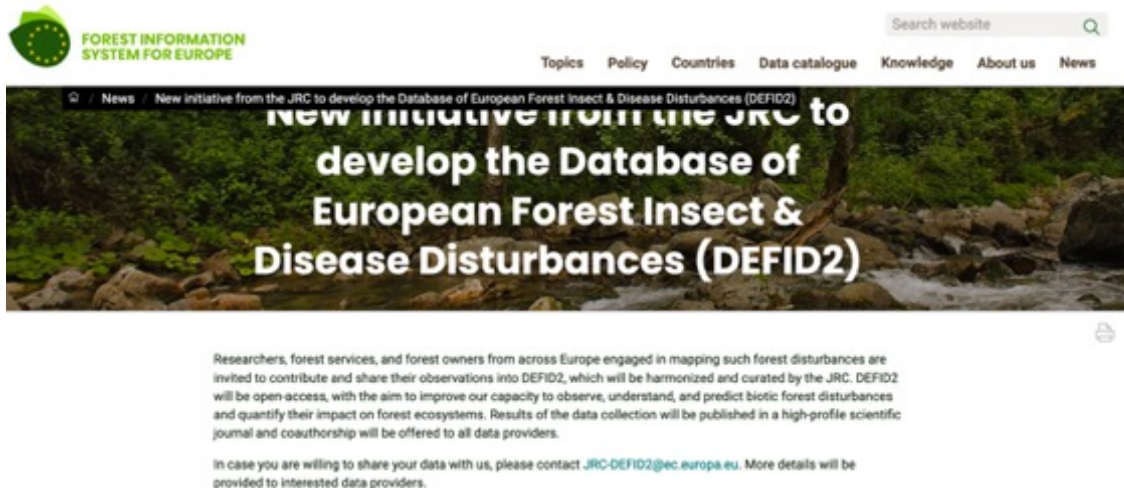 FOREST INFORMATION
SYSTEM FOR EUROPE
Search website
Topics Policy Countries Data catalogue Knowledge About us News
/ News / New initiative from the JRC to develop the Database of European Forest Insect & Disease Disturbances (DEFID2)
New initiative from the JRC to
develop the Database of
European Forest Insect &
Disease Disturbances (DEFID2)
Researchers, forest services, and forest owners from across Europe engaged in mapping such forest disturbances are
invited to contribute and share their observations into DEFID2, which will be harmonized and curated by the JRC. DEFID2
will be open-access, with the aim to improve our capacity to observe, understand, and predict biotic forest disturbances
and quantify their impact on forest ecosystems. Results of the data collection will be published in a high-profile scientific
journal and coauthorship will be offered to all data providers.
In case you are willing to share your data with us, please contact JRC-DEFID2@ec.europa.eu. More details will be
provided to interested data providers.